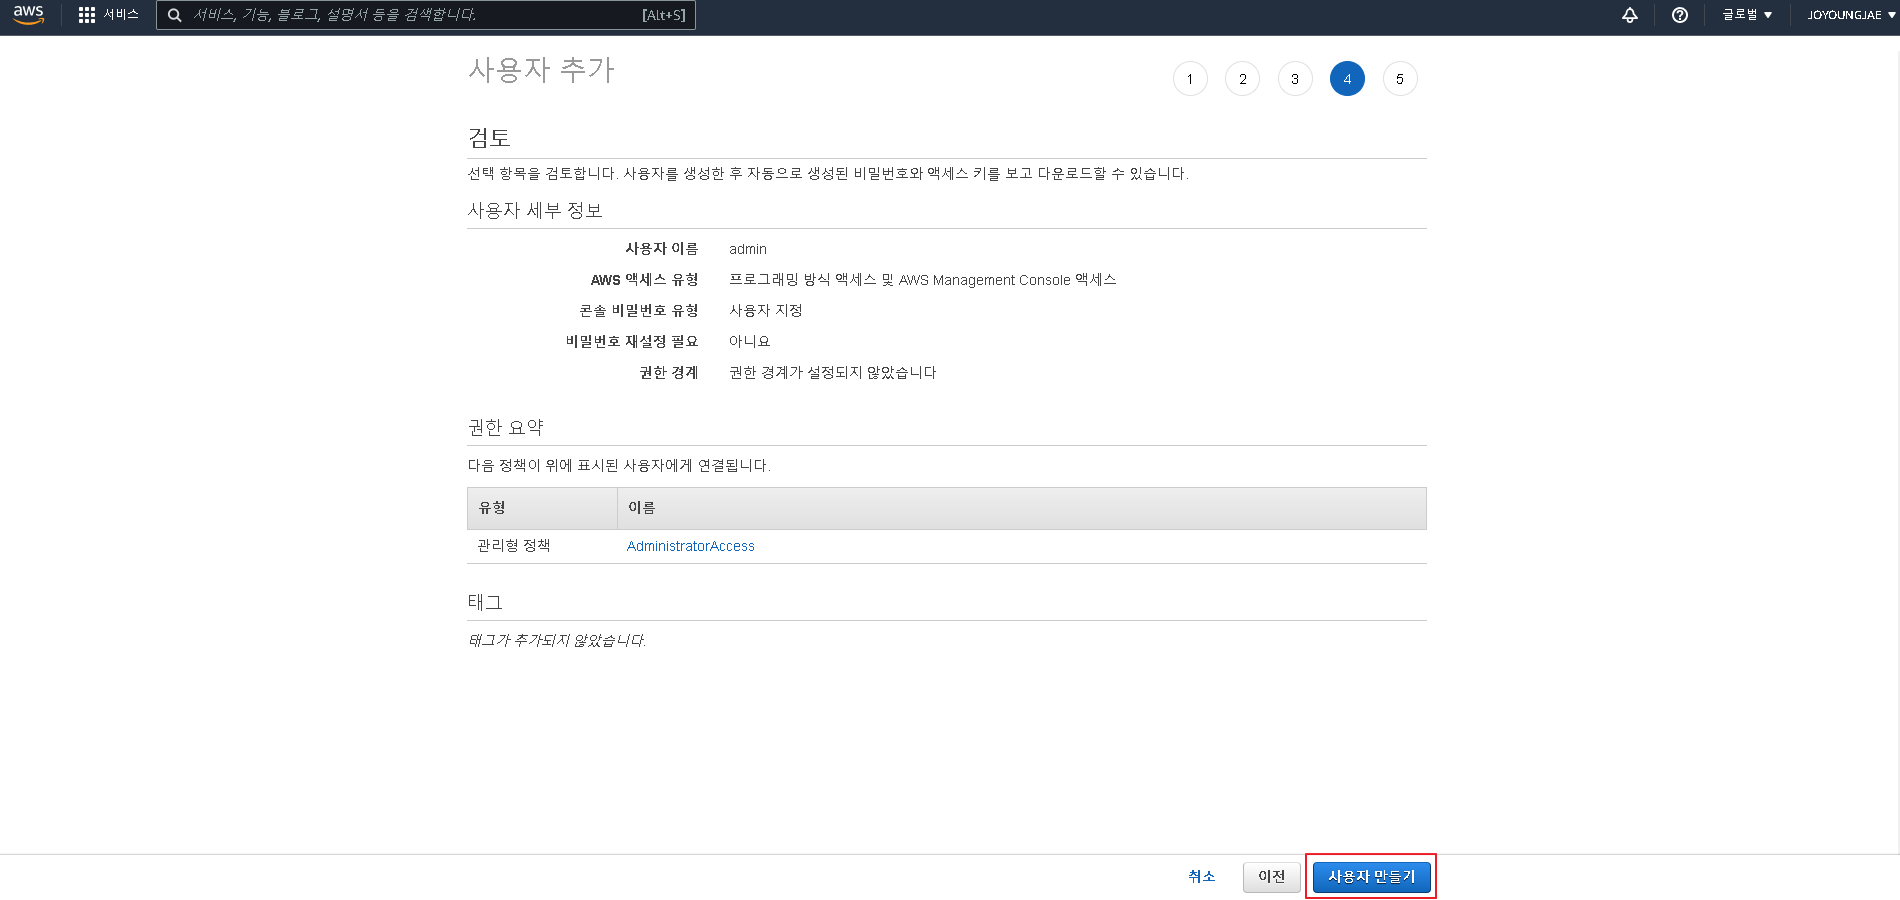 aws 서비스 서비스, 기능, 블로그, 설명서 등을 검색합니다. [Alt+S] 글로벌 ▼ JOYOUNGJAE ▼
사용자 추가 1 2 3 4 5
검토
선택 항목을 검토합니다. 사용자를 생성한 후 자동으로 생성된 비밀번호와 액세스 키를 보고 다운로드할 수 있습니다.
사용자 세부 정보
사용자 이름 admin
AWS 액세스 유형 프로그래밍 방식 액세스 및 AWS Management Console 액세스
콘솔 비밀번호 유형 사용자 지정
비밀번호 재설정 필요 아니요
권한 경계 권한 경계가 설정되지 않았습니다
권한 요약
다음 정책이 위에 표시된 사용자에게 연결됩니다.
유형 이름
관리형 정책 AdministratorAccess
태그
태그가 추가되지 않았습니다.
취소 이전 사용자 만들기